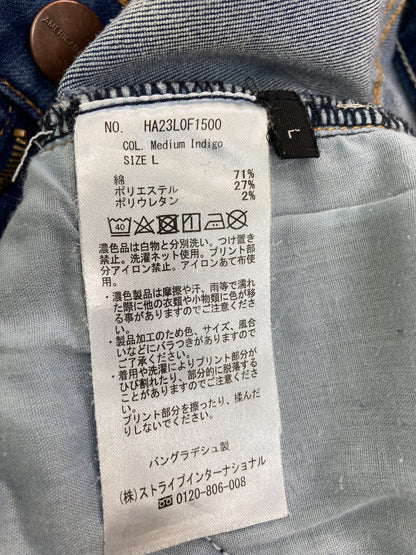 AMERICAN
NO. HA23L0F1500
COL. Medium Indigo
SIZE L
綿 71%
ポリエステル 27%
ポリウレタン 2%
40
濃色品は白物と分別洗い。つけ置き
禁止。洗濯ネット使用。プリント部
分アイロン禁止。アイロンあて布使
用。
・濃色製品は摩擦や汗、雨等で濡れ
た際に他の衣類や小物類に色が移
る事がありますのでご注意くださ
い。
・製品加工のため色、サイズ、風合
いなどにバラつきがありますので
ご了承ください。
・着用や洗濯によりプリント部分が
ひび割れたり、部分的に脱落する
ことがありますのでご注意くださ
い。
プリント部分を擦ったり、揉んだ
りしないでください。
バングラデシュ製
(株)ストライプインターナショナル
☎0120-806-008
L